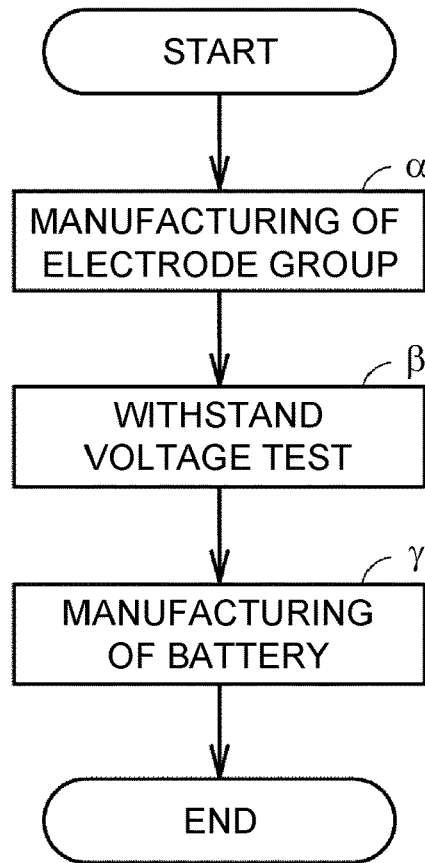 START
α
MANUFACTURING OF
ELECTRODE GROUP
β
WITHSTAND
VOLTAGE TEST
γ
MANUFACTURING
OF BATTERY
END